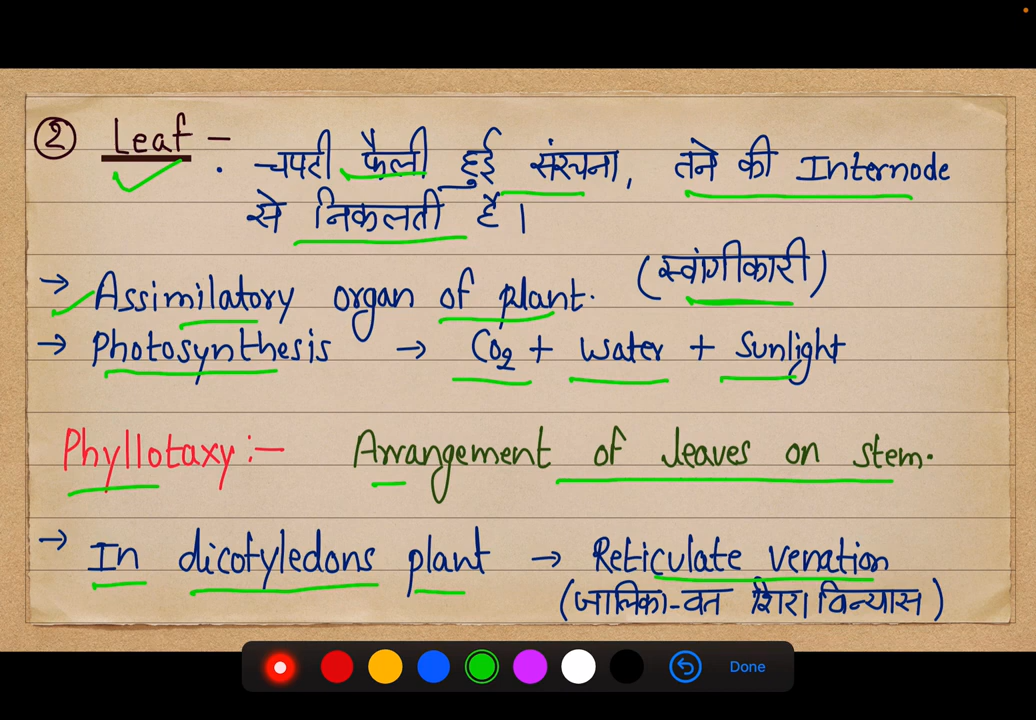 ② Leaf - . चपटी फैली हुई संरचना, तने की Internode
से निकलती है।
→ Assimilatory organ of plant. (स्वांगीकारी)
→ Photosynthesis → Co2 + water + Sunlight
Phyllotaxy :- Arrangement of leaves on stem.
→ In dicotyledons plant → Reticulate venation
(जालिका-वत शिरा विन्यास)
Done